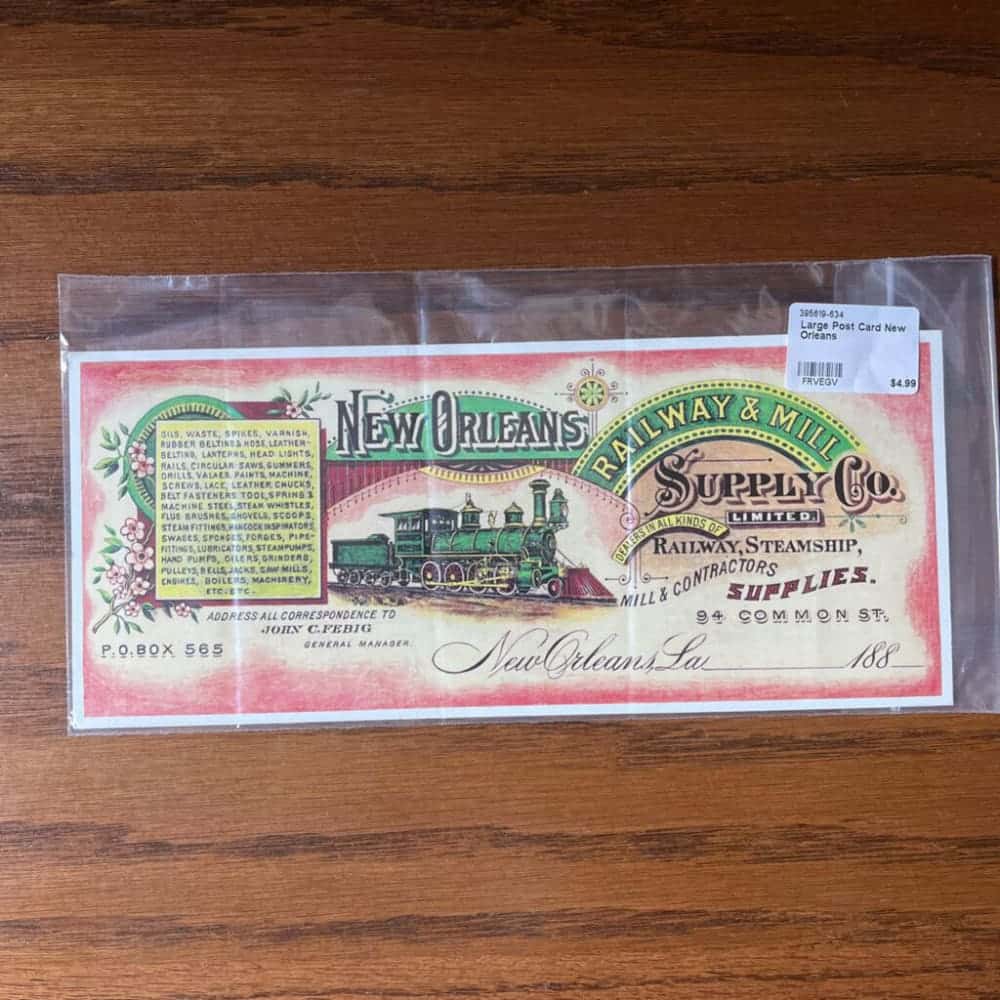 395619-634
Large Post Card New
Orleans
FRVEGV
$4.99
NEW ORLEANS
RAILWAY & MILL
SUPPLY CO.
LIMITED.
DEALERS IN ALL KINDS OF
RAILWAY, STEAMSHIP,
MILL & CONTRACTORS
SUPPLIES.
94 COMMON ST.
OILS, WASTE, SPIKES, VARNISH,
RUBBER BELTING & HOSE, LEATHER-
BELTING, LANTERNS, HEAD LIGHTS,
RAILS, CIRCULAR SAWS, GUMMERS,
DRILLS, VALAES, PAINTS, MACHINE,
SCREWS, LACE, LEATHER, CHUCKS,
BELT FASTENERS, TOOL, SPRING &
MACHINE STEEL, STEAM WHISTLES,
FLUE BRUSHES, SHOVELS, SCOOPS,
STEAM FITTINGS, HANCOCK INSPIRATORS,
SWAGES, SPONGES, FORGES, PIPE-
FITTINGS, LUBRICATORS, STEAM PUMPS,
HAND PUMPS, OILERS, GRINDERS,
PULLEYS, BELLS, JACKS, SAW MILLS,
ENGINES, BOILERS, MACHINERY,
ETC. ETC.
ADDRESS ALL CORRESPONDENCE TO
JOHN C. FEBIG
GENERAL MANAGER.
P.O. BOX 565
New Orleans, La 188